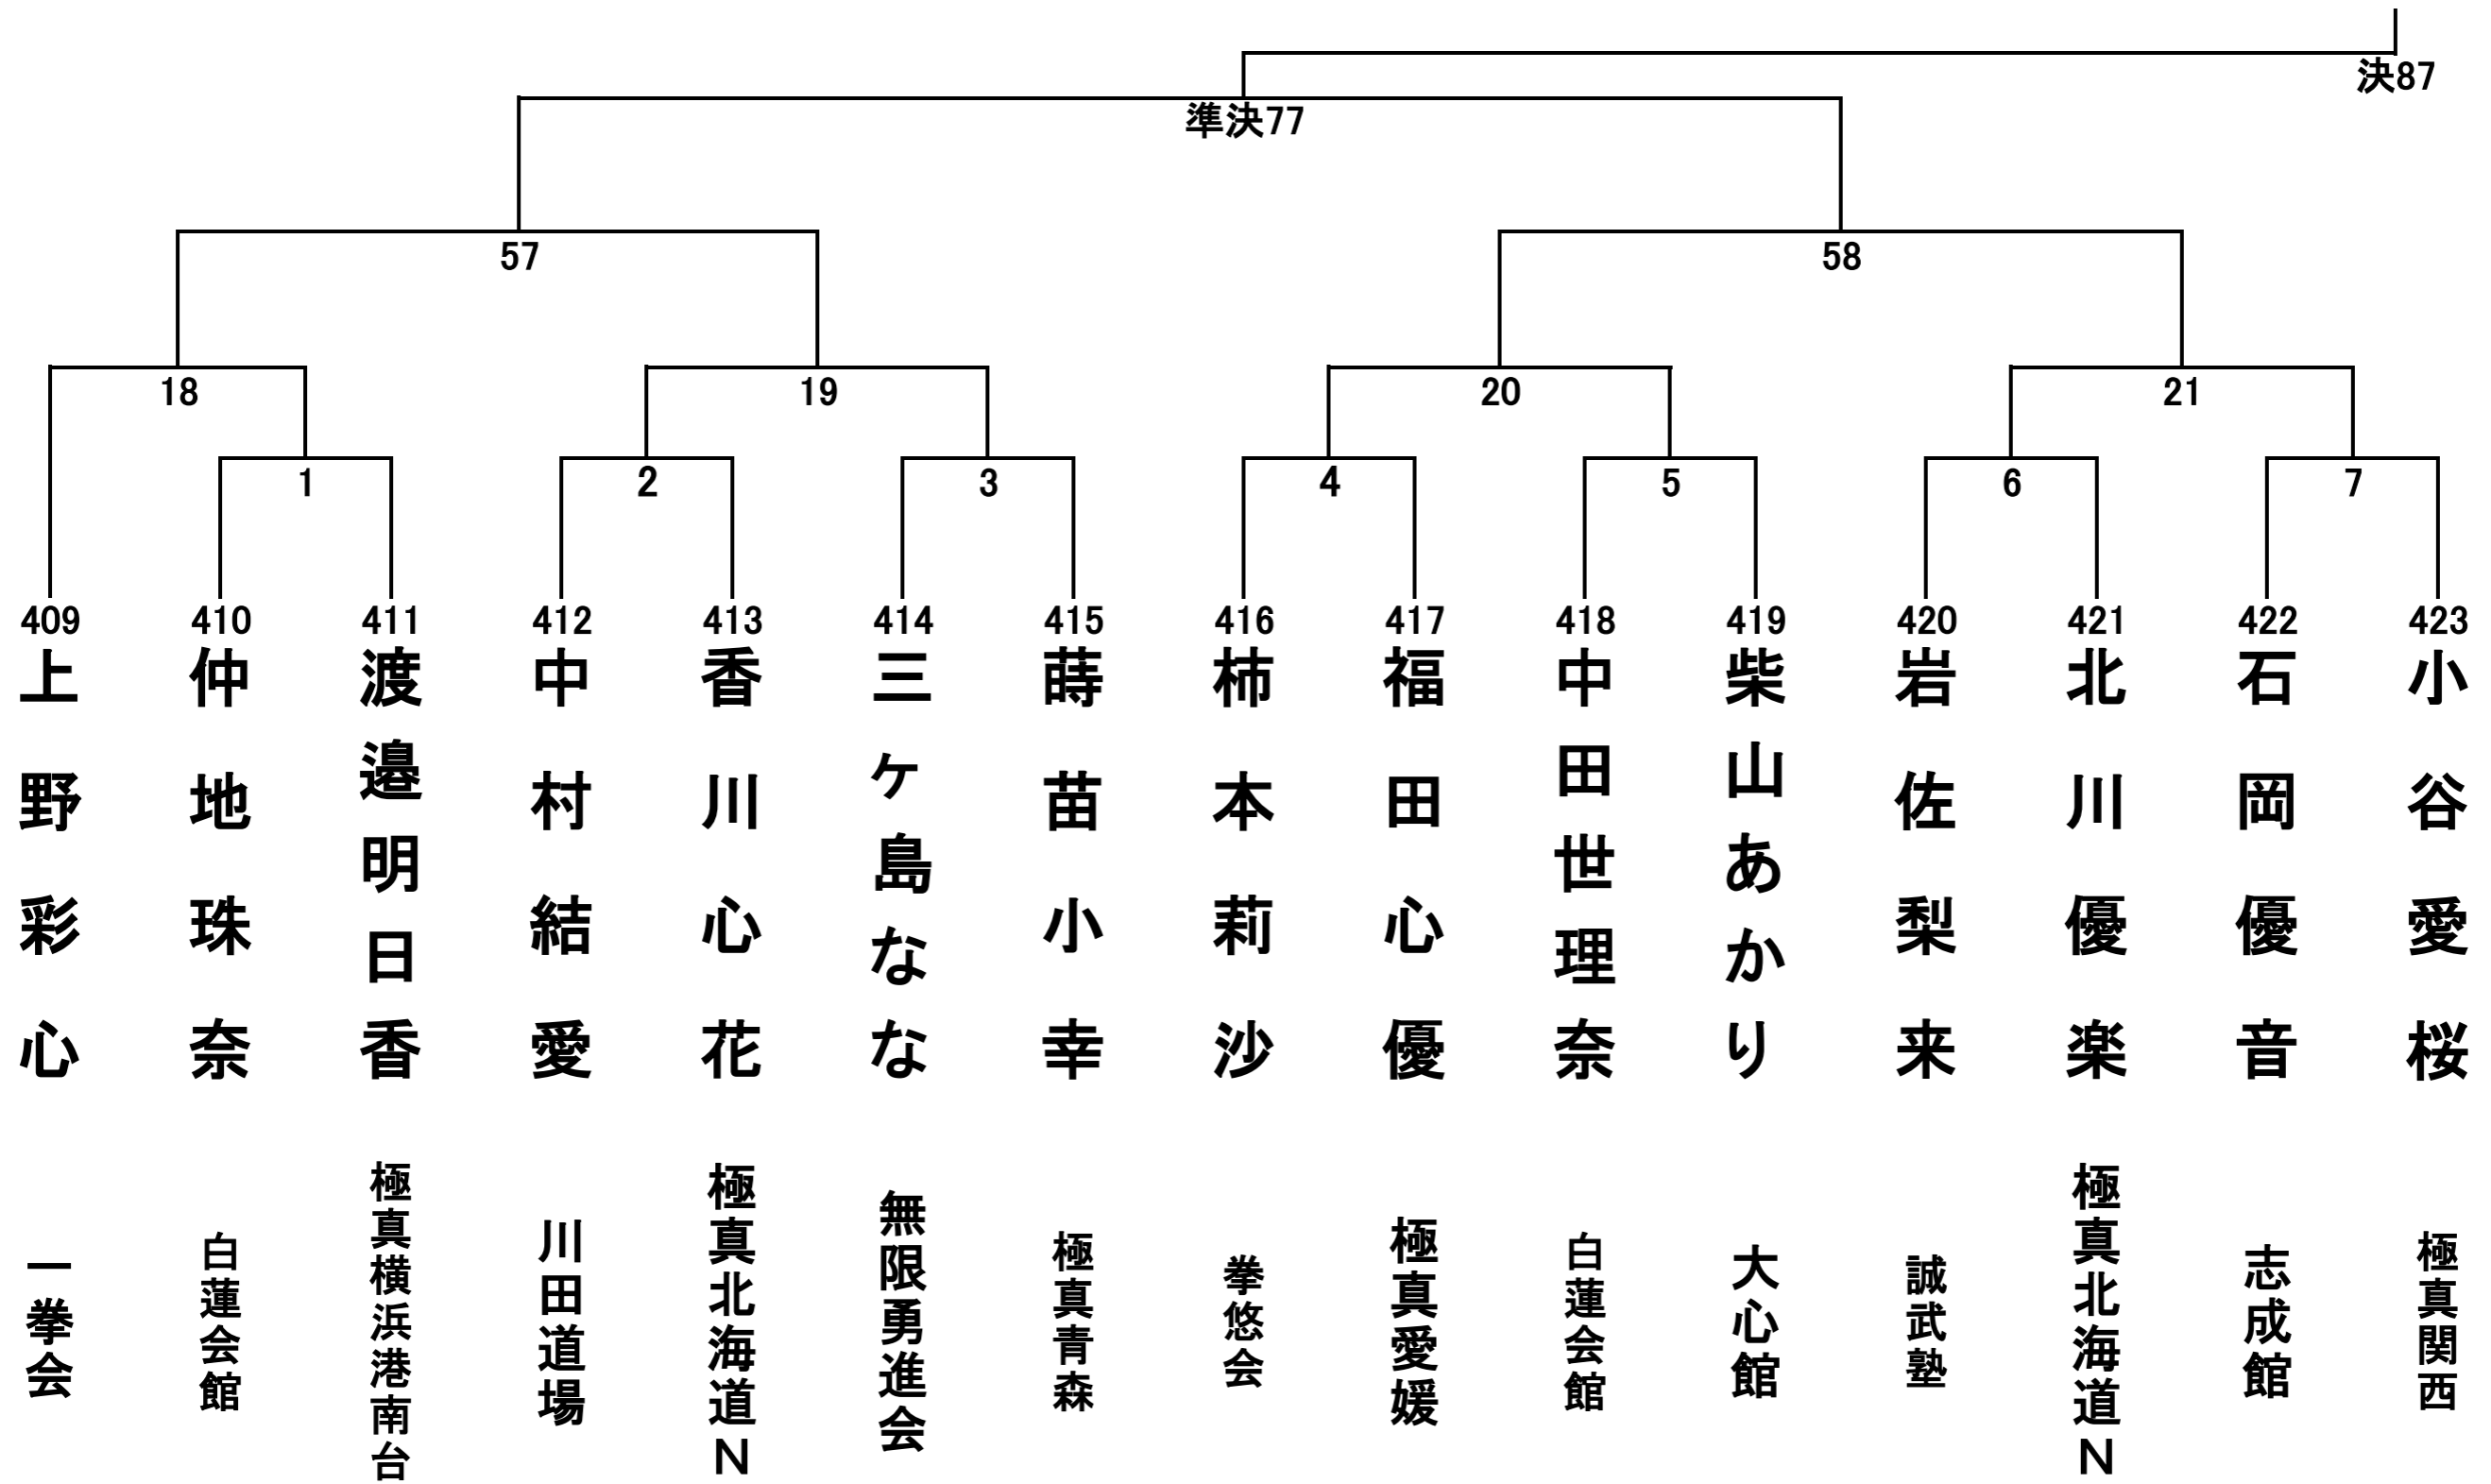 決87
準決77
57
58
18
19
20
21
1
2
3
4
5
6
7
409
410
411
412
413
414
415
416
417
418
419
420
421
422
423
上野彩心
仲地珠奈
渡邉明日香
中村結愛
香川心花
三ヶ島なな
蒔苗小幸
柿本莉沙
福田心優
中田世理奈
柴山あかり
岩佐梨来
北川優楽
石岡優音
小谷愛桜
一拳会
白蓮会館
極真横浜港南台
川田道場
極真北海道Ｎ
無限勇進会
極真青森
拳悠会
極真愛媛
白蓮会館
大心館
誠武塾
極真北海道Ｎ
志成館
極真関西